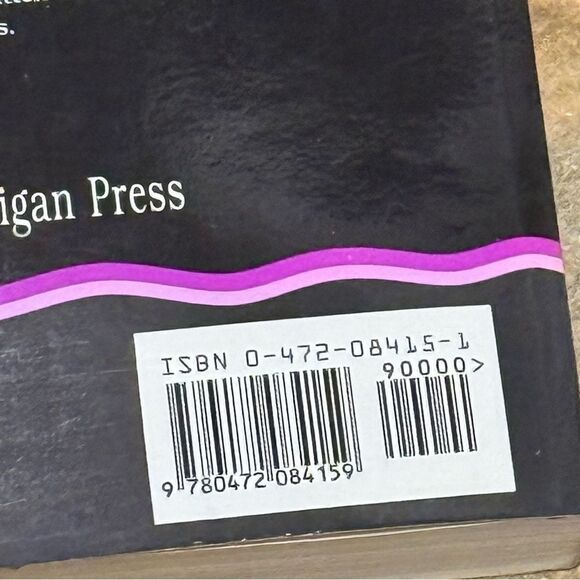 s.
igan Press
ISBN 0-472-08415-1
90000>
9 780472 084159